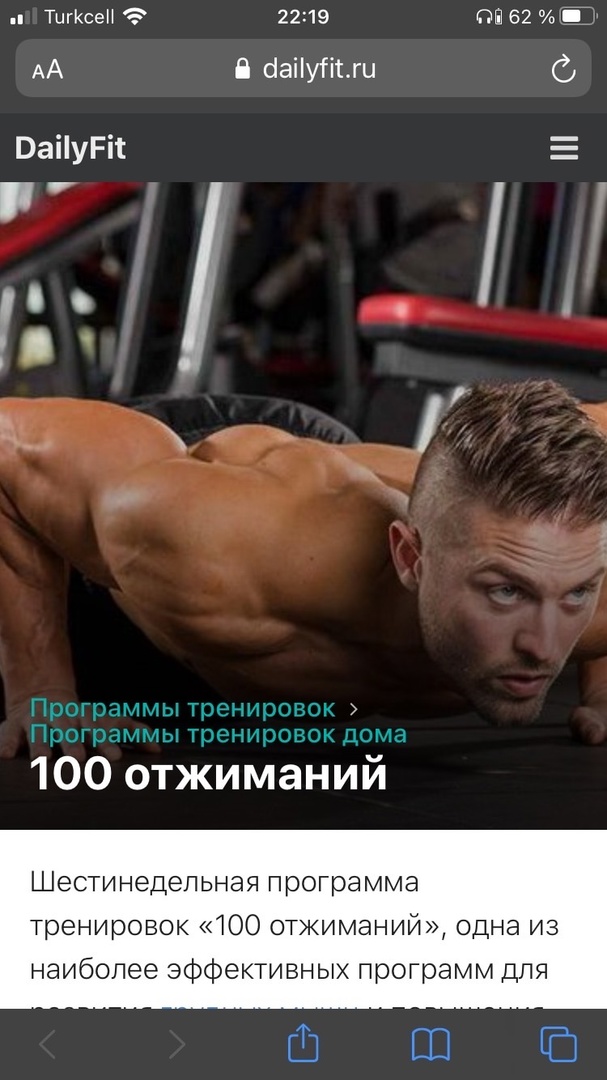 Turkcell 22:19 62 %
AA dailyfit.ru
DailyFit
Программы тренировок >
Программы тренировок дома
100 отжиманий
Шестинедельная программа
тренировок «100 отжиманий», одна из
наиболее эффективных программ для